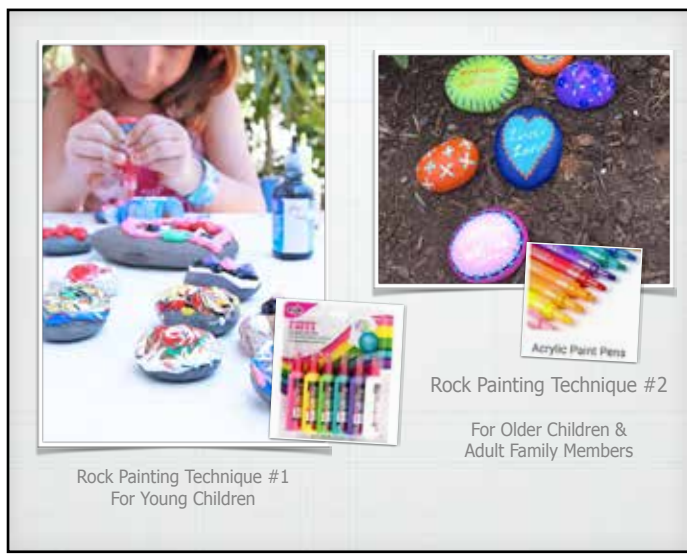 Rock Painting Technique #1
For Young Children
Acrylic Paint Pens
Rock Painting Technique #2
For Older Children &
Adult Family Members